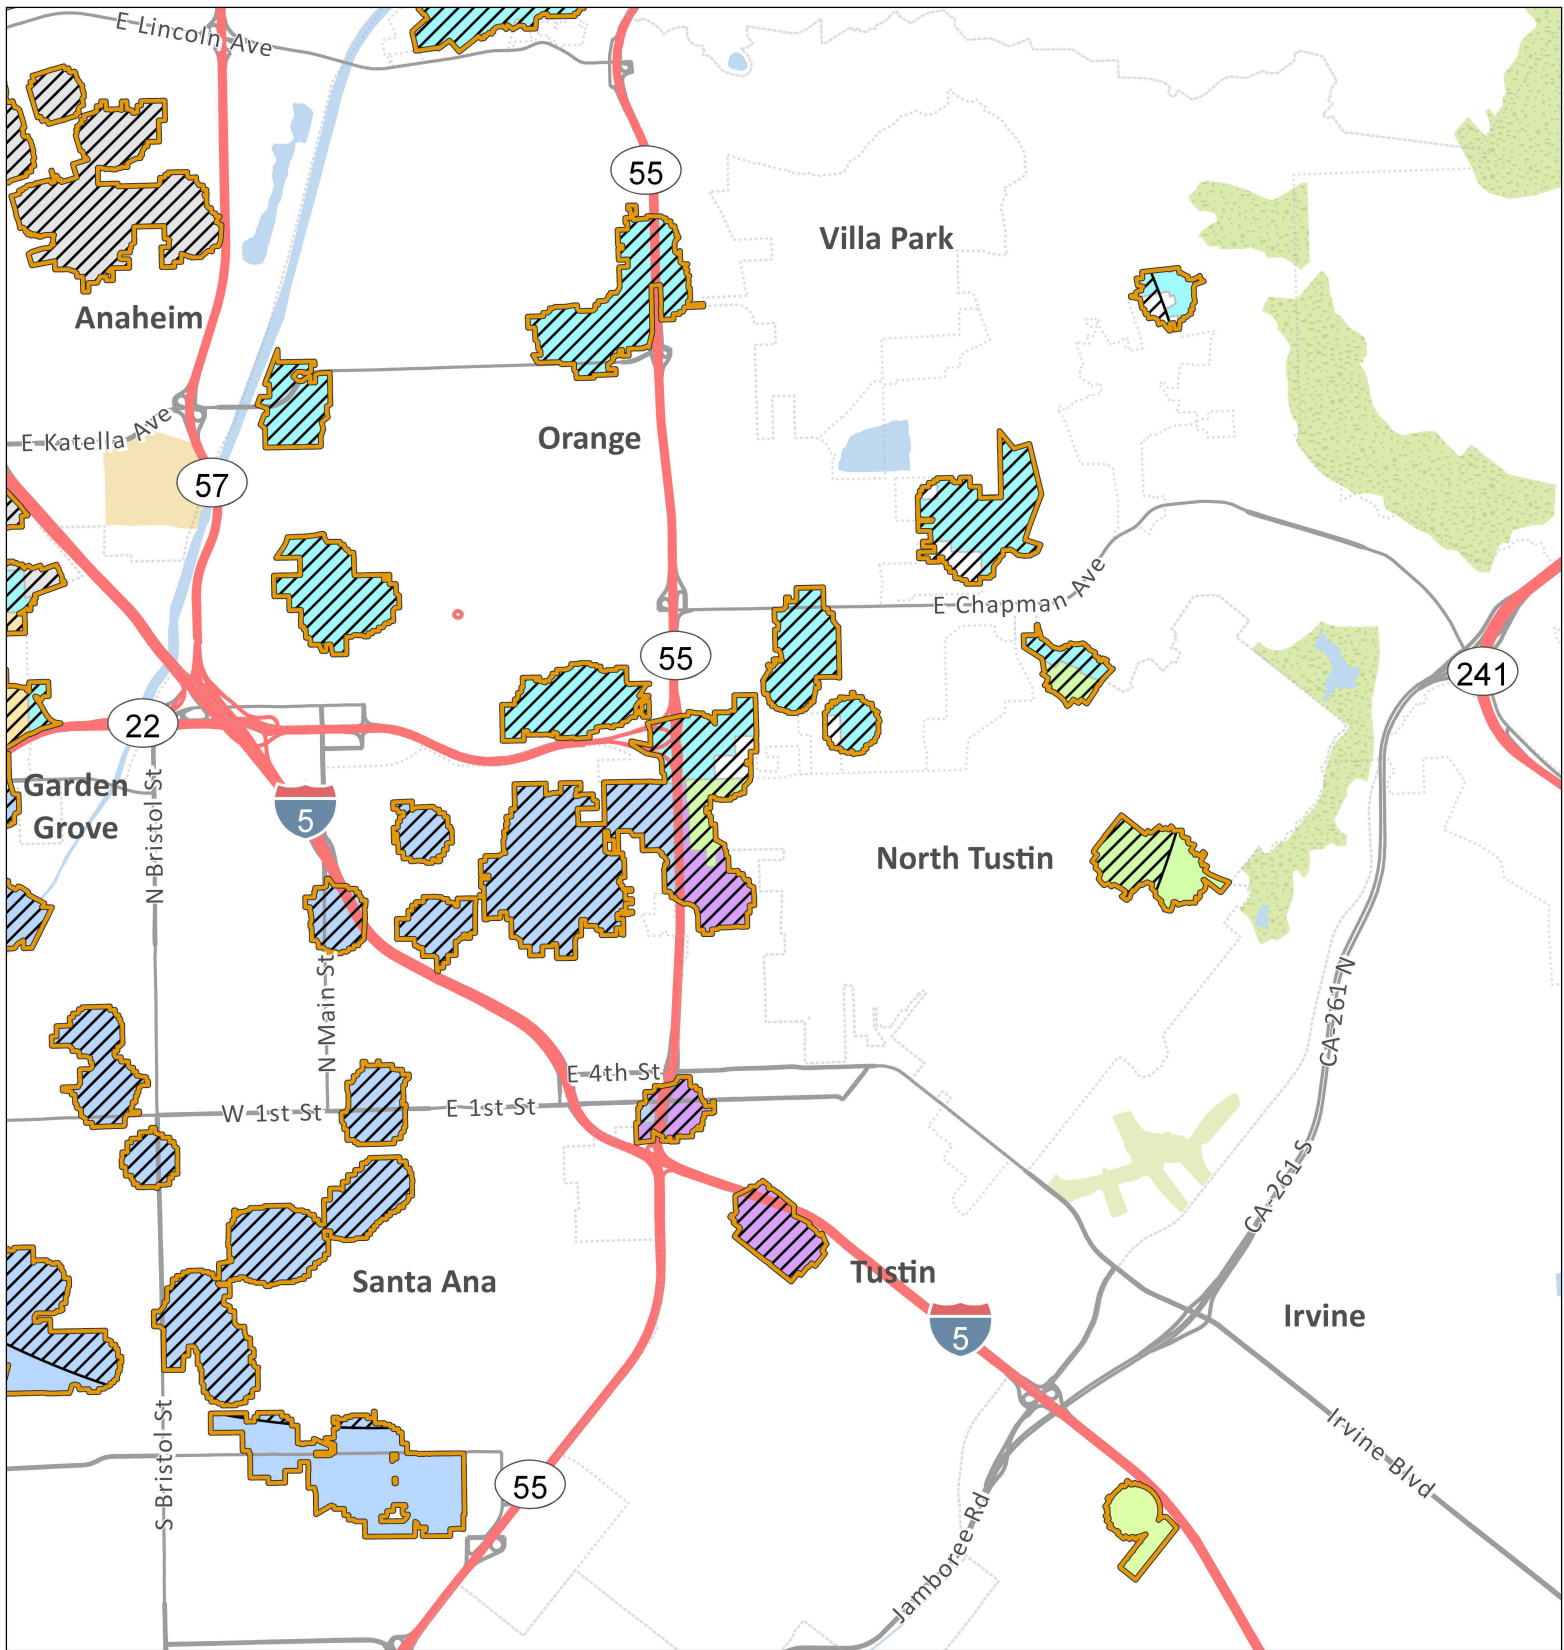 E Lincoln Ave
55
Villa Park
Anaheim
E Katella Ave
Orange
57
E Chapman Ave
55
241
22
Garden
Grove
N Bristol St
5
North Tustin
N Main St
CA-261 N
E 4th St
W 1st St
E 1st St
CA-261 S
Santa Ana
Tustin
Irvine
5
S Bristol St
Irvine Blvd
55
Jamboree Rd